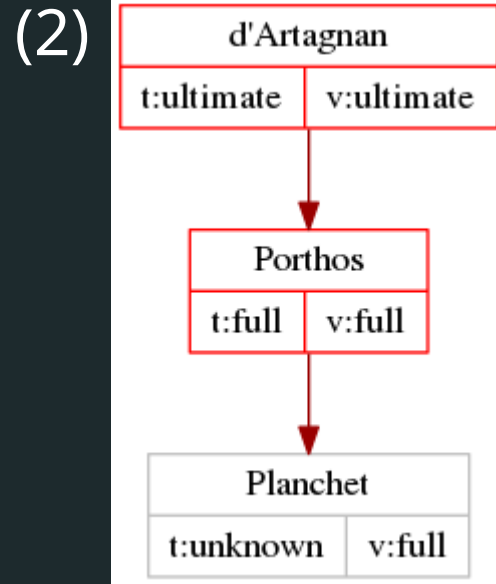 (2)
d'Artagnan
t:ultimate v:ultimate
Porthos
t:full v:full
Planchet
t:unknown v:full